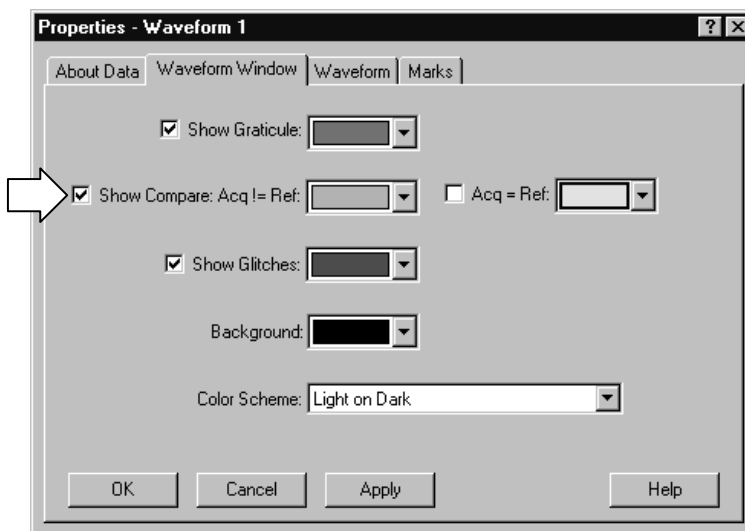 Properties - Waveform 1
? X
About Data Waveform Window Waveform Marks
Show Graticule:
Show Compare: Acq != Ref: Acq = Ref:
Show Glitches:
Background:
Color Scheme: Light on Dark
OK Cancel Apply Help